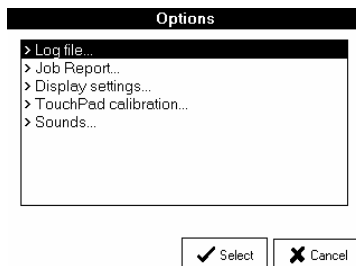 Options
> Log file...
> Job Report...
> Display settings...
> TouchPad calibration...
> Sounds...
Select
Cancel